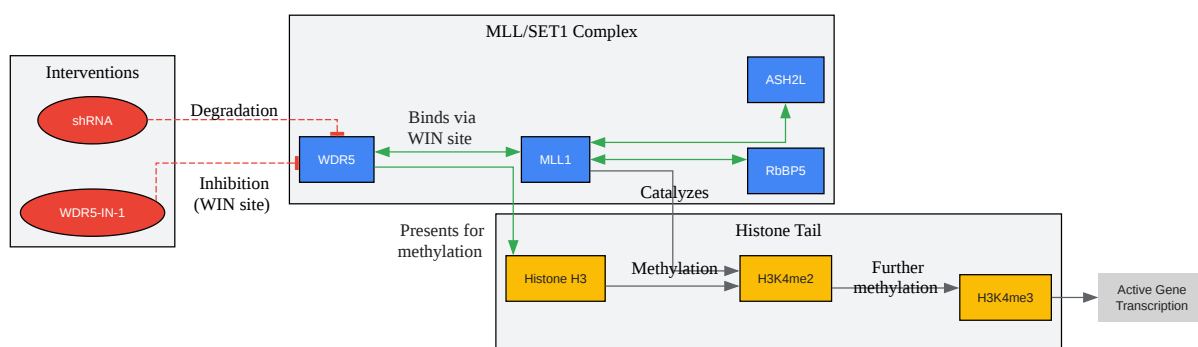 MLL/SET1 Complex
Interventions
ASH2L
shRNA
Degradation
Binds via
WIN site
WDR5
MLL1
RbBP5
Inhibition
(WIN site)
Catalyzes
WDR5-IN-1
Presents for
methylation
Histone Tail
Histone H3
Methylation
H3K4me2
Further
methylation
H3K4me3
Active Gene
Transcription